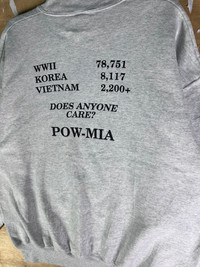 WWII 78,751
KOREA 8,117
VIETNAM 2,200+
DOES ANYONE
CARE?
POW-MIA